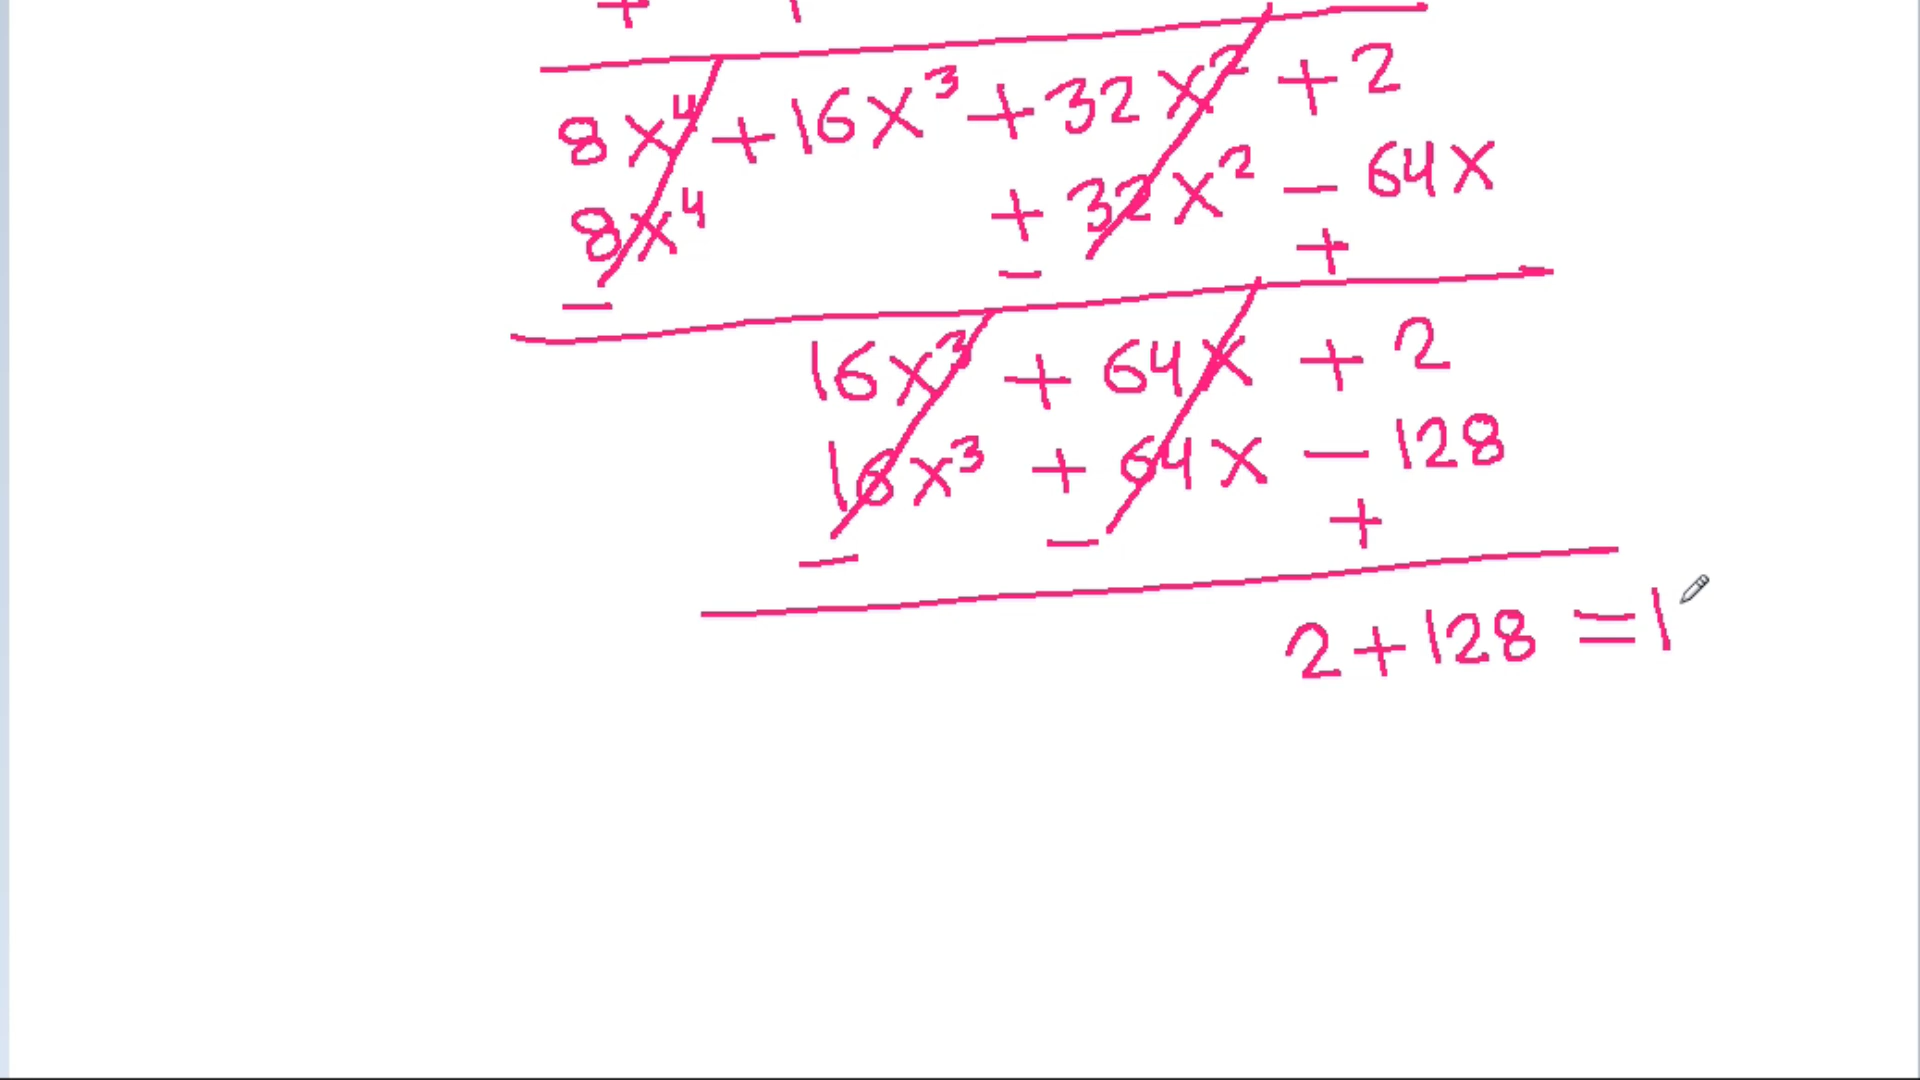 8x⁴ + 16x³ + 32x² + 2
8x⁴ + 32x² - 64x
- - +
16x³ + 64x + 2
16x³ + 64x - 128
- - +
2 + 128 = 1